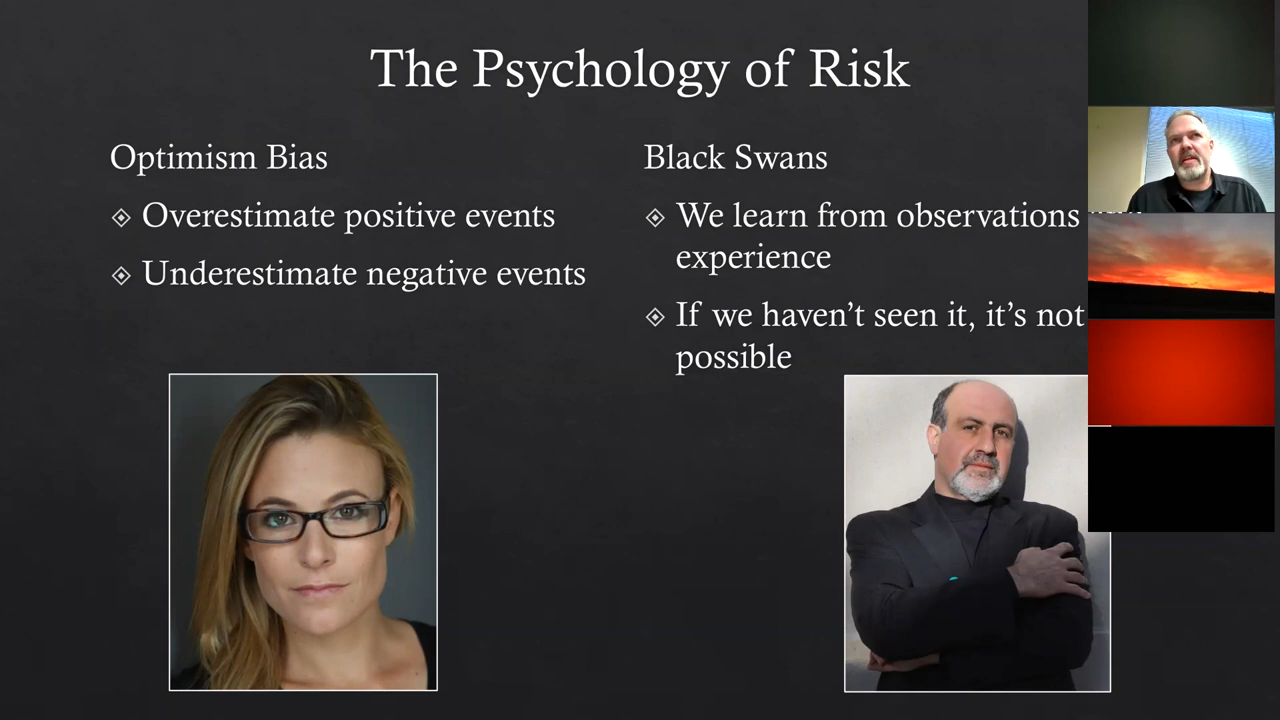 The Psychology of Risk
Optimism Bias
Overestimate positive events
Underestimate negative events
Black Swans
We learn from observations
experience
If we haven't seen it, it's not
possible